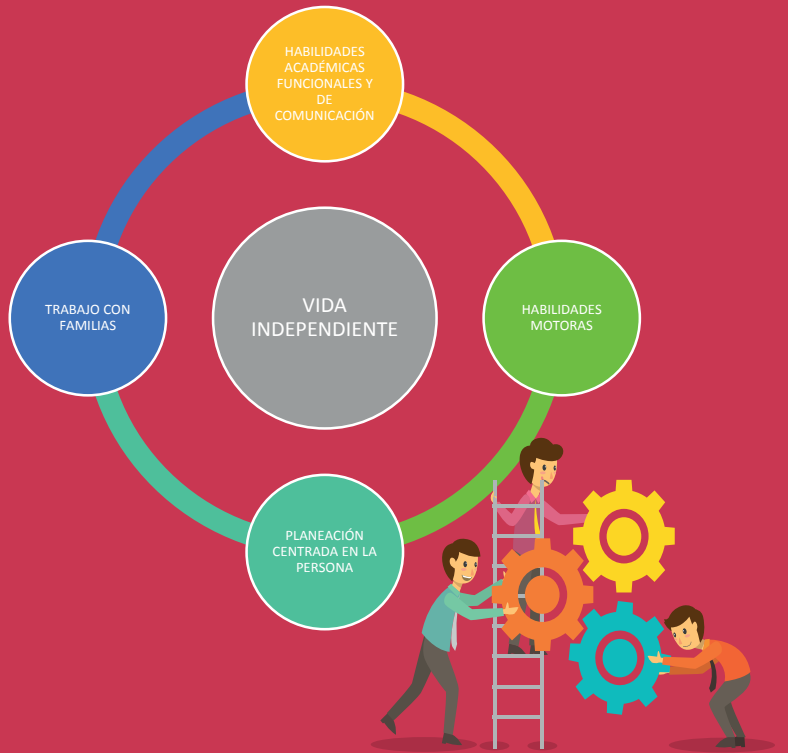 HABILIDADES
ACADÉMICAS
FUNCIONALES Y
DE
COMUNICACIÓN
TRABAJO CON
FAMILIAS
VIDA
INDEPENDIENTE
HABILIDADES
MOTORAS
PLANEACIÓN
CENTRADA EN LA
PERSONA